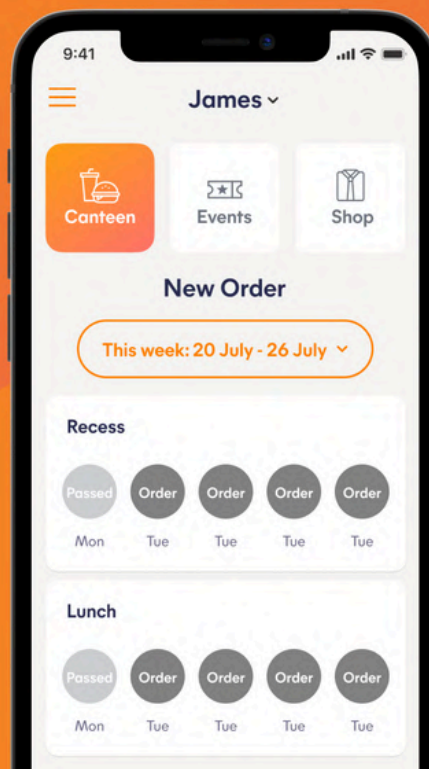 9:41
James
Canteen Events Shop
New Order
This week: 20 July - 26 July
Recess
Passed Order Order Order Order
Mon Tue Tue Tue Tue
Lunch
Passed Order Order Order Order
Mon Tue Tue Tue Tue